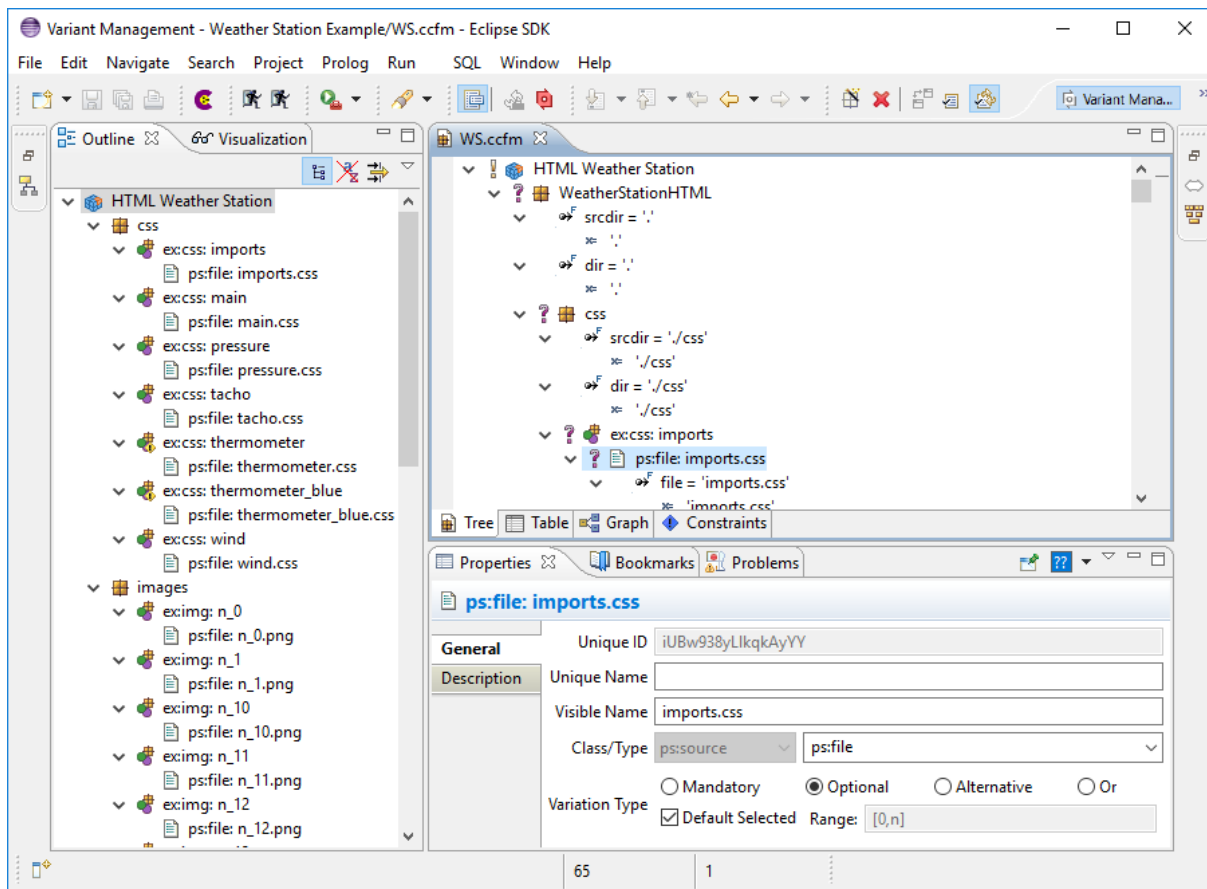 Variant Management - Weather Station Example/WS.ccfm - Eclipse SDK
File Edit Navigate Search Project Prolog Run SQL Window Help
Variant Mana...
Outline Visualization
HTML Weather Station
css
ex:css: imports
ps:file: imports.css
ex:css: main
ps:file: main.css
ex:css: pressure
ps:file: pressure.css
ex:css: tacho
ps:file: tacho.css
ex:css: thermometer
ps:file: thermometer.css
ex:css: thermometer_blue
ps:file: thermometer_blue.css
ex:css: wind
ps:file: wind.css
images
ex:img: n_0
ps:file: n_0.png
ex:img: n_1
ps:file: n_1.png
ex:img: n_10
ps:file: n_10.png
ex:img: n_11
ps:file: n_11.png
ex:img: n_12
ps:file: n_12.png
WS.ccfm
HTML Weather Station
WeatherStationHTML
srcdir = '.'
'.'
dir = '.'
'.'
css
srcdir = './css'
'./css'
dir = './css'
'./css'
ex:css: imports
ps:file: imports.css
file = 'imports.css'
'imports.css'
Tree Table Graph Constraints
Properties Bookmarks Problems
ps:file: imports.css
General
Description
Unique ID iUBw938yLIkqkAyYY
Unique Name
Visible Name imports.css
Class/Type ps:source ps:file
Variation Type
Mandatory Optional Alternative Or
Default Selected Range: [0,n]
65 1